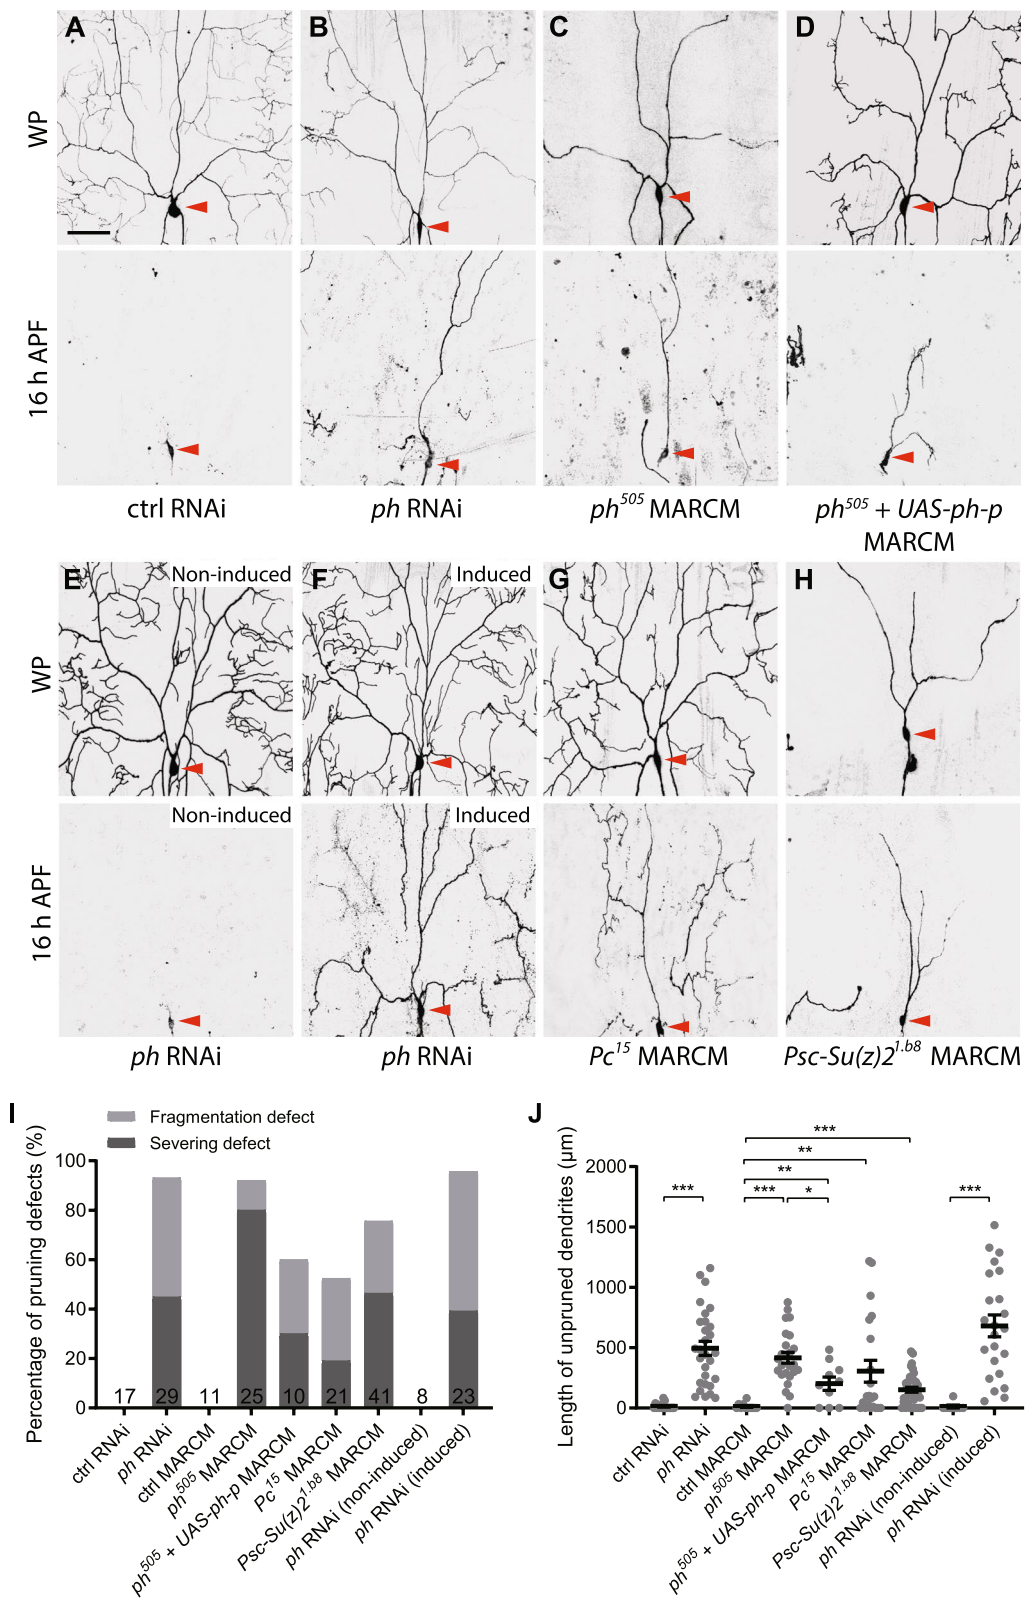 A B C D
WP
16 h APF
ctrl RNAi
ph RNAi
ph505 MARCM
ph505 + UAS-ph-p
MARCM
E Non-induced F Induced G H
WP
Non-induced Induced
16 h APF
ph RNAi
ph RNAi
Pc15 MARCM
Psc-Su(z)21.b8 MARCM
I
Fragmentation defect
Severing defect
Percentage of pruning defects (%)
100
80
60
40
20
0
17 29 11 25 10 21 41 8 23
ctrl RNAi
ph RNAi
ctrl MARCM
ph505 MARCM
ph505 + UAS-ph-p MARCM
Pc15 MARCM
Psc-Su(z)21.b8 MARCM
ph RNAi (non-induced)
ph RNAi (induced)
J
Length of unpruned dendrites (μm)
2000
1500
1000
500
0
***
**
**
*** *** * ***
ctrl RNAi
ph RNAi
ctrl MARCM
ph505 MARCM
ph505 + UAS-ph-p MARCM
Pc15 MARCM
Psc-Su(z)21.b8 MARCM
ph RNAi (non-induced)
ph RNAi (induced)